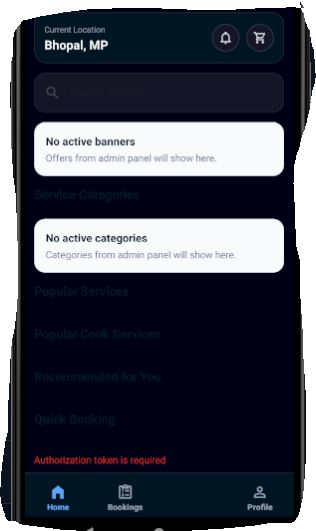 Current Location
Bhopal, MP
Search services...
No active banners
Offers from admin panel will show here.
Service Categories
No active categories
Categories from admin panel will show here.
Popular Services
Popular Cook Services
Recommended for You
Quick Booking
Authorization token is required
Home
Bookings
Profile